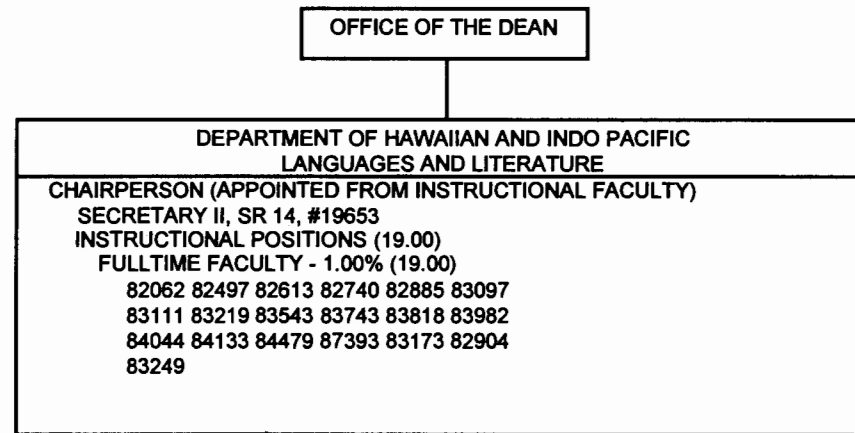 OFFICE OF THE DEAN
DEPARTMENT OF HAWAIIAN AND INDO PACIFIC
LANGUAGES AND LITERATURE
CHAIRPERSON (APPOINTED FROM INSTRUCTIONAL FACULTY)
SECRETARY II, SR 14, #19653
INSTRUCTIONAL POSITIONS (19.00)
FULLTIME FACULTY - 1.00% (19.00)
82062 82497 82613 82740 82885 83097
83111 83219 83543 83743 83818 83982
84044 84133 84479 87393 83173 82904
83249